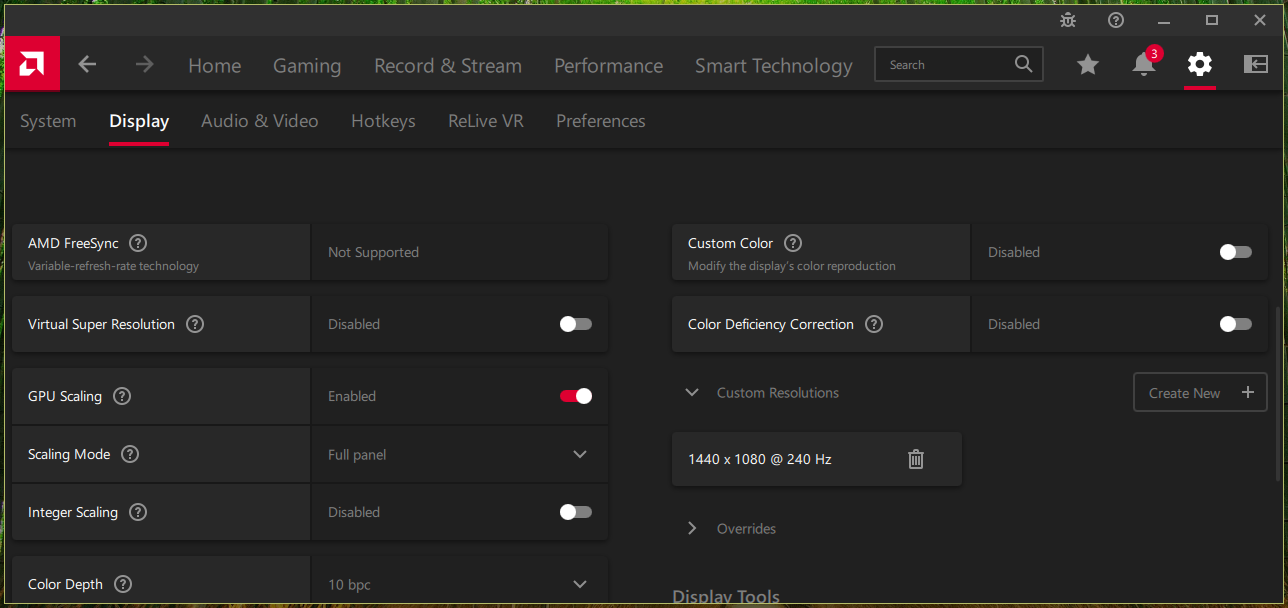 3
Home
Gaming
Record & Stream
Performance
Smart Technology
Search
System
Display
Audio & Video
Hotkeys
ReLive VR
Preferences
AMD FreeSync
Variable-refresh-rate technology
Not Supported
Virtual Super Resolution
Disabled
GPU Scaling
Enabled
Scaling Mode
Full panel
Integer Scaling
Disabled
Color Depth
10 bpc
Custom Color
Modify the display's color reproduction
Disabled
Color Deficiency Correction
Disabled
Custom Resolutions
Create New
1440 x 1080 @ 240 Hz
Overrides
Display Tools